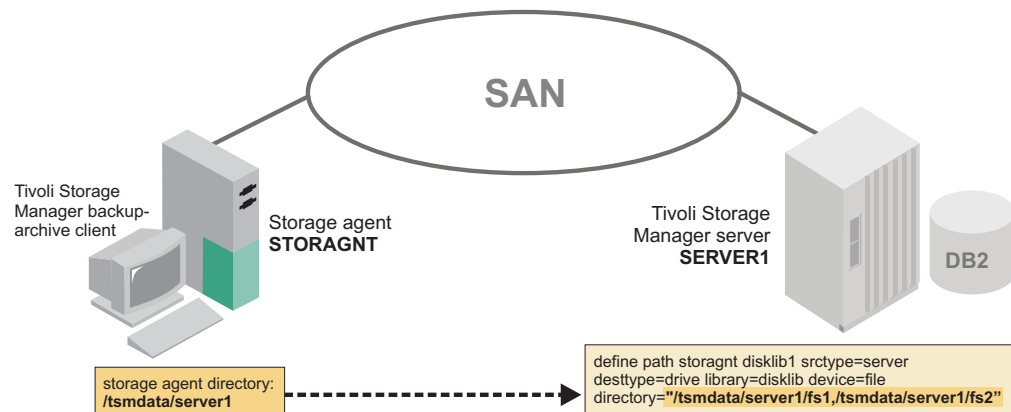 SAN
Tivoli Storage
Manager backup-
archive client
Storage agent
STORAGNT
Tivoli Storage
Manager server
SERVER1
DB2
storage agent directory:
/tsmdata/server1
define path storagnt disklib1 srctype=server
desttype=drive library=disklib device=file
directory="/tsmdata/server1/fs1,/tsmdata/server1/fs2”